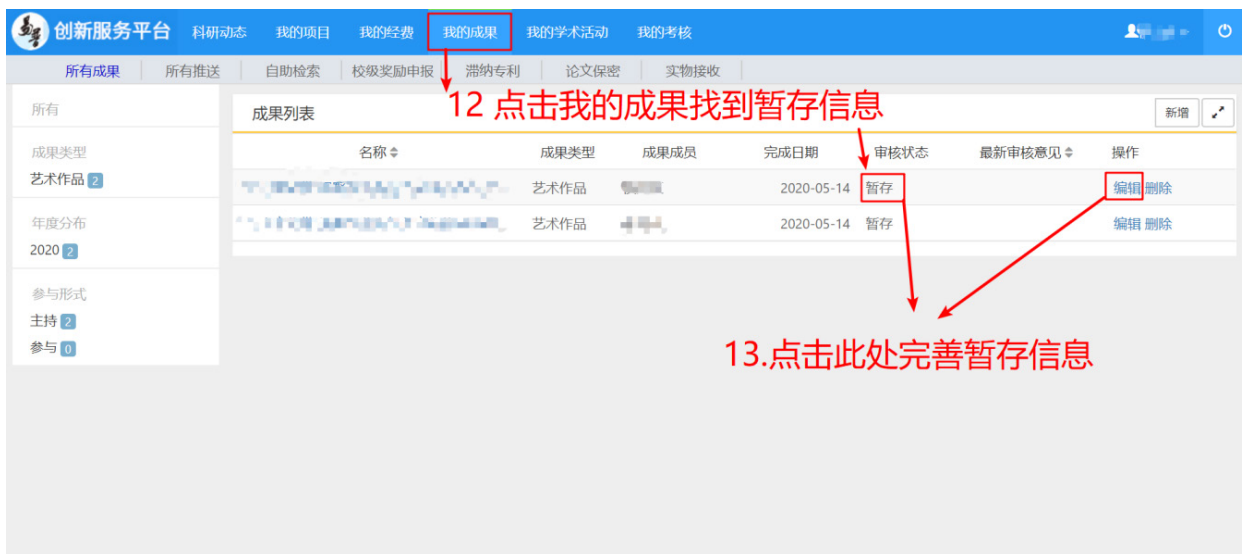 创新服务平台 科研动态 我的项目 我的经费 我的成果 我的学术活动 我的考核
所有成果 所有推送 自助检索 校级奖励申报 滞纳专利 论文保密 实物接收
12 点击我的成果找到暂存信息
所有
成果列表 新增
成果类型
名称 成果类型 成果成员 完成日期 审核状态 最新审核意见 操作
艺术作品 2
艺术作品 2020-05-14 暂存 编辑 删除
年度分布
艺术作品 2020-05-14 暂存 编辑 删除
2020 2
参与形式
主持 2
参与 0
13.点击此处完善暂存信息